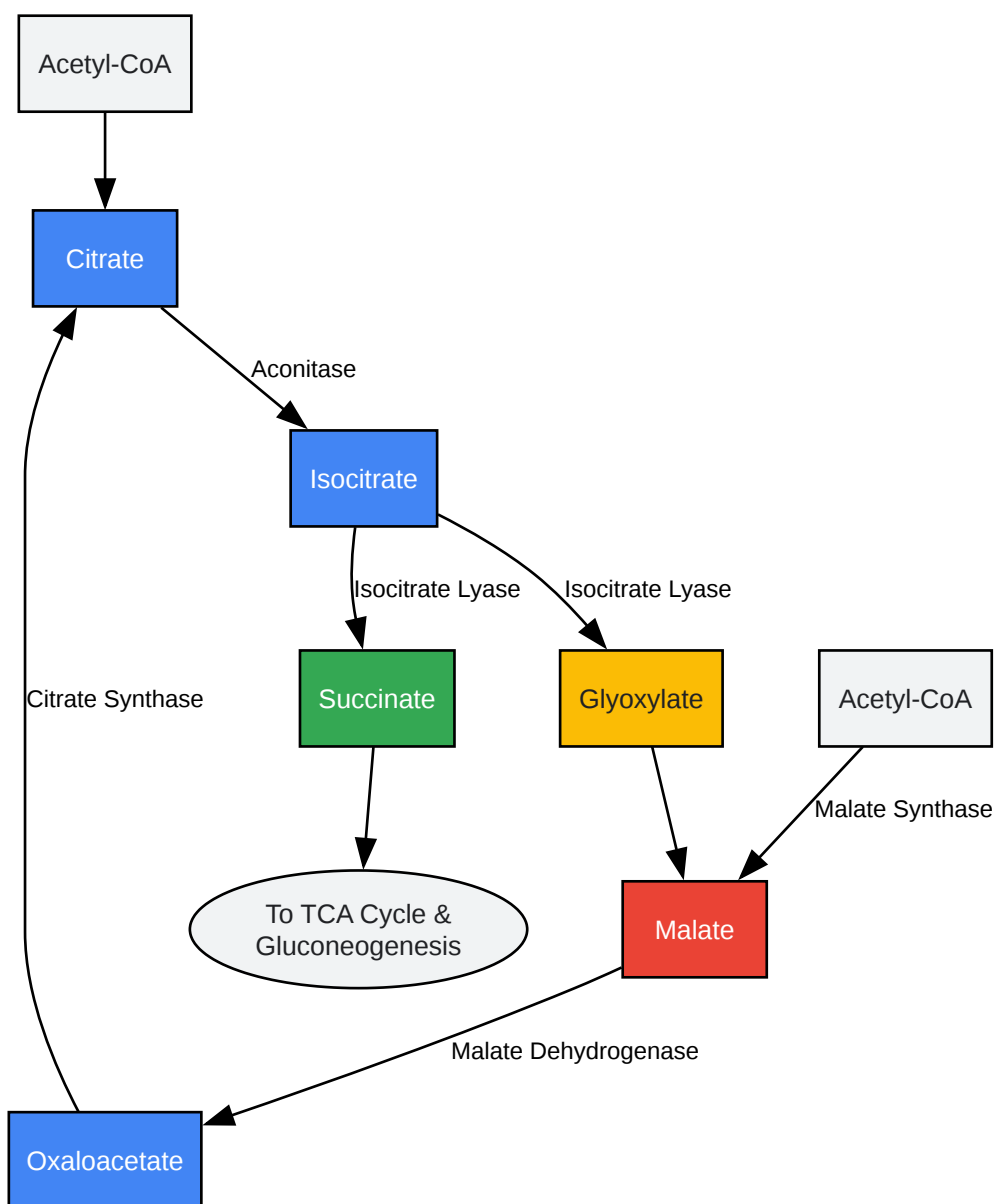 Acetyl-CoA
Citrate
Aconitase
Isocitrate
Isocitrate Lyase
Isocitrate Lyase
Citrate Synthase
Succinate
Glyoxylate
Acetyl-CoA
Malate Synthase
To TCA Cycle &
Gluconeogenesis
Malate
Malate Dehydrogenase
Oxaloacetate